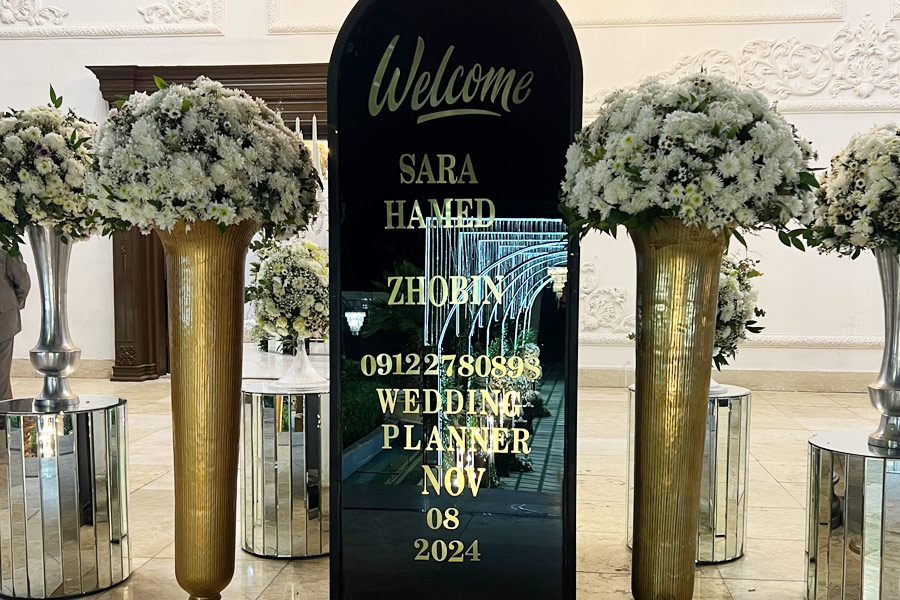 Welcome
SARA
HAMED
ZHOBIN
09122780898
WEDDING
PLANNER
NOV
08
2024